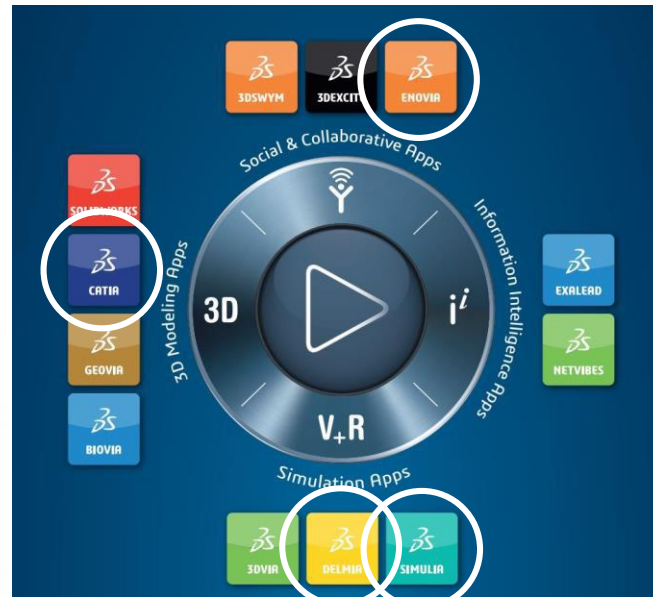 3DSWYM
3DEXCITE
ENOVIA
Social & Collaborative Apps
SOLIDWORKS
CATIA
GEOVIA
BIOVIA
3D Modeling Apps
3D
iⁱ
Information Intelligence Apps
EXALEAD
NETVIBES
V+R
Simulation Apps
3DVIA
DELMIA
SIMULIA